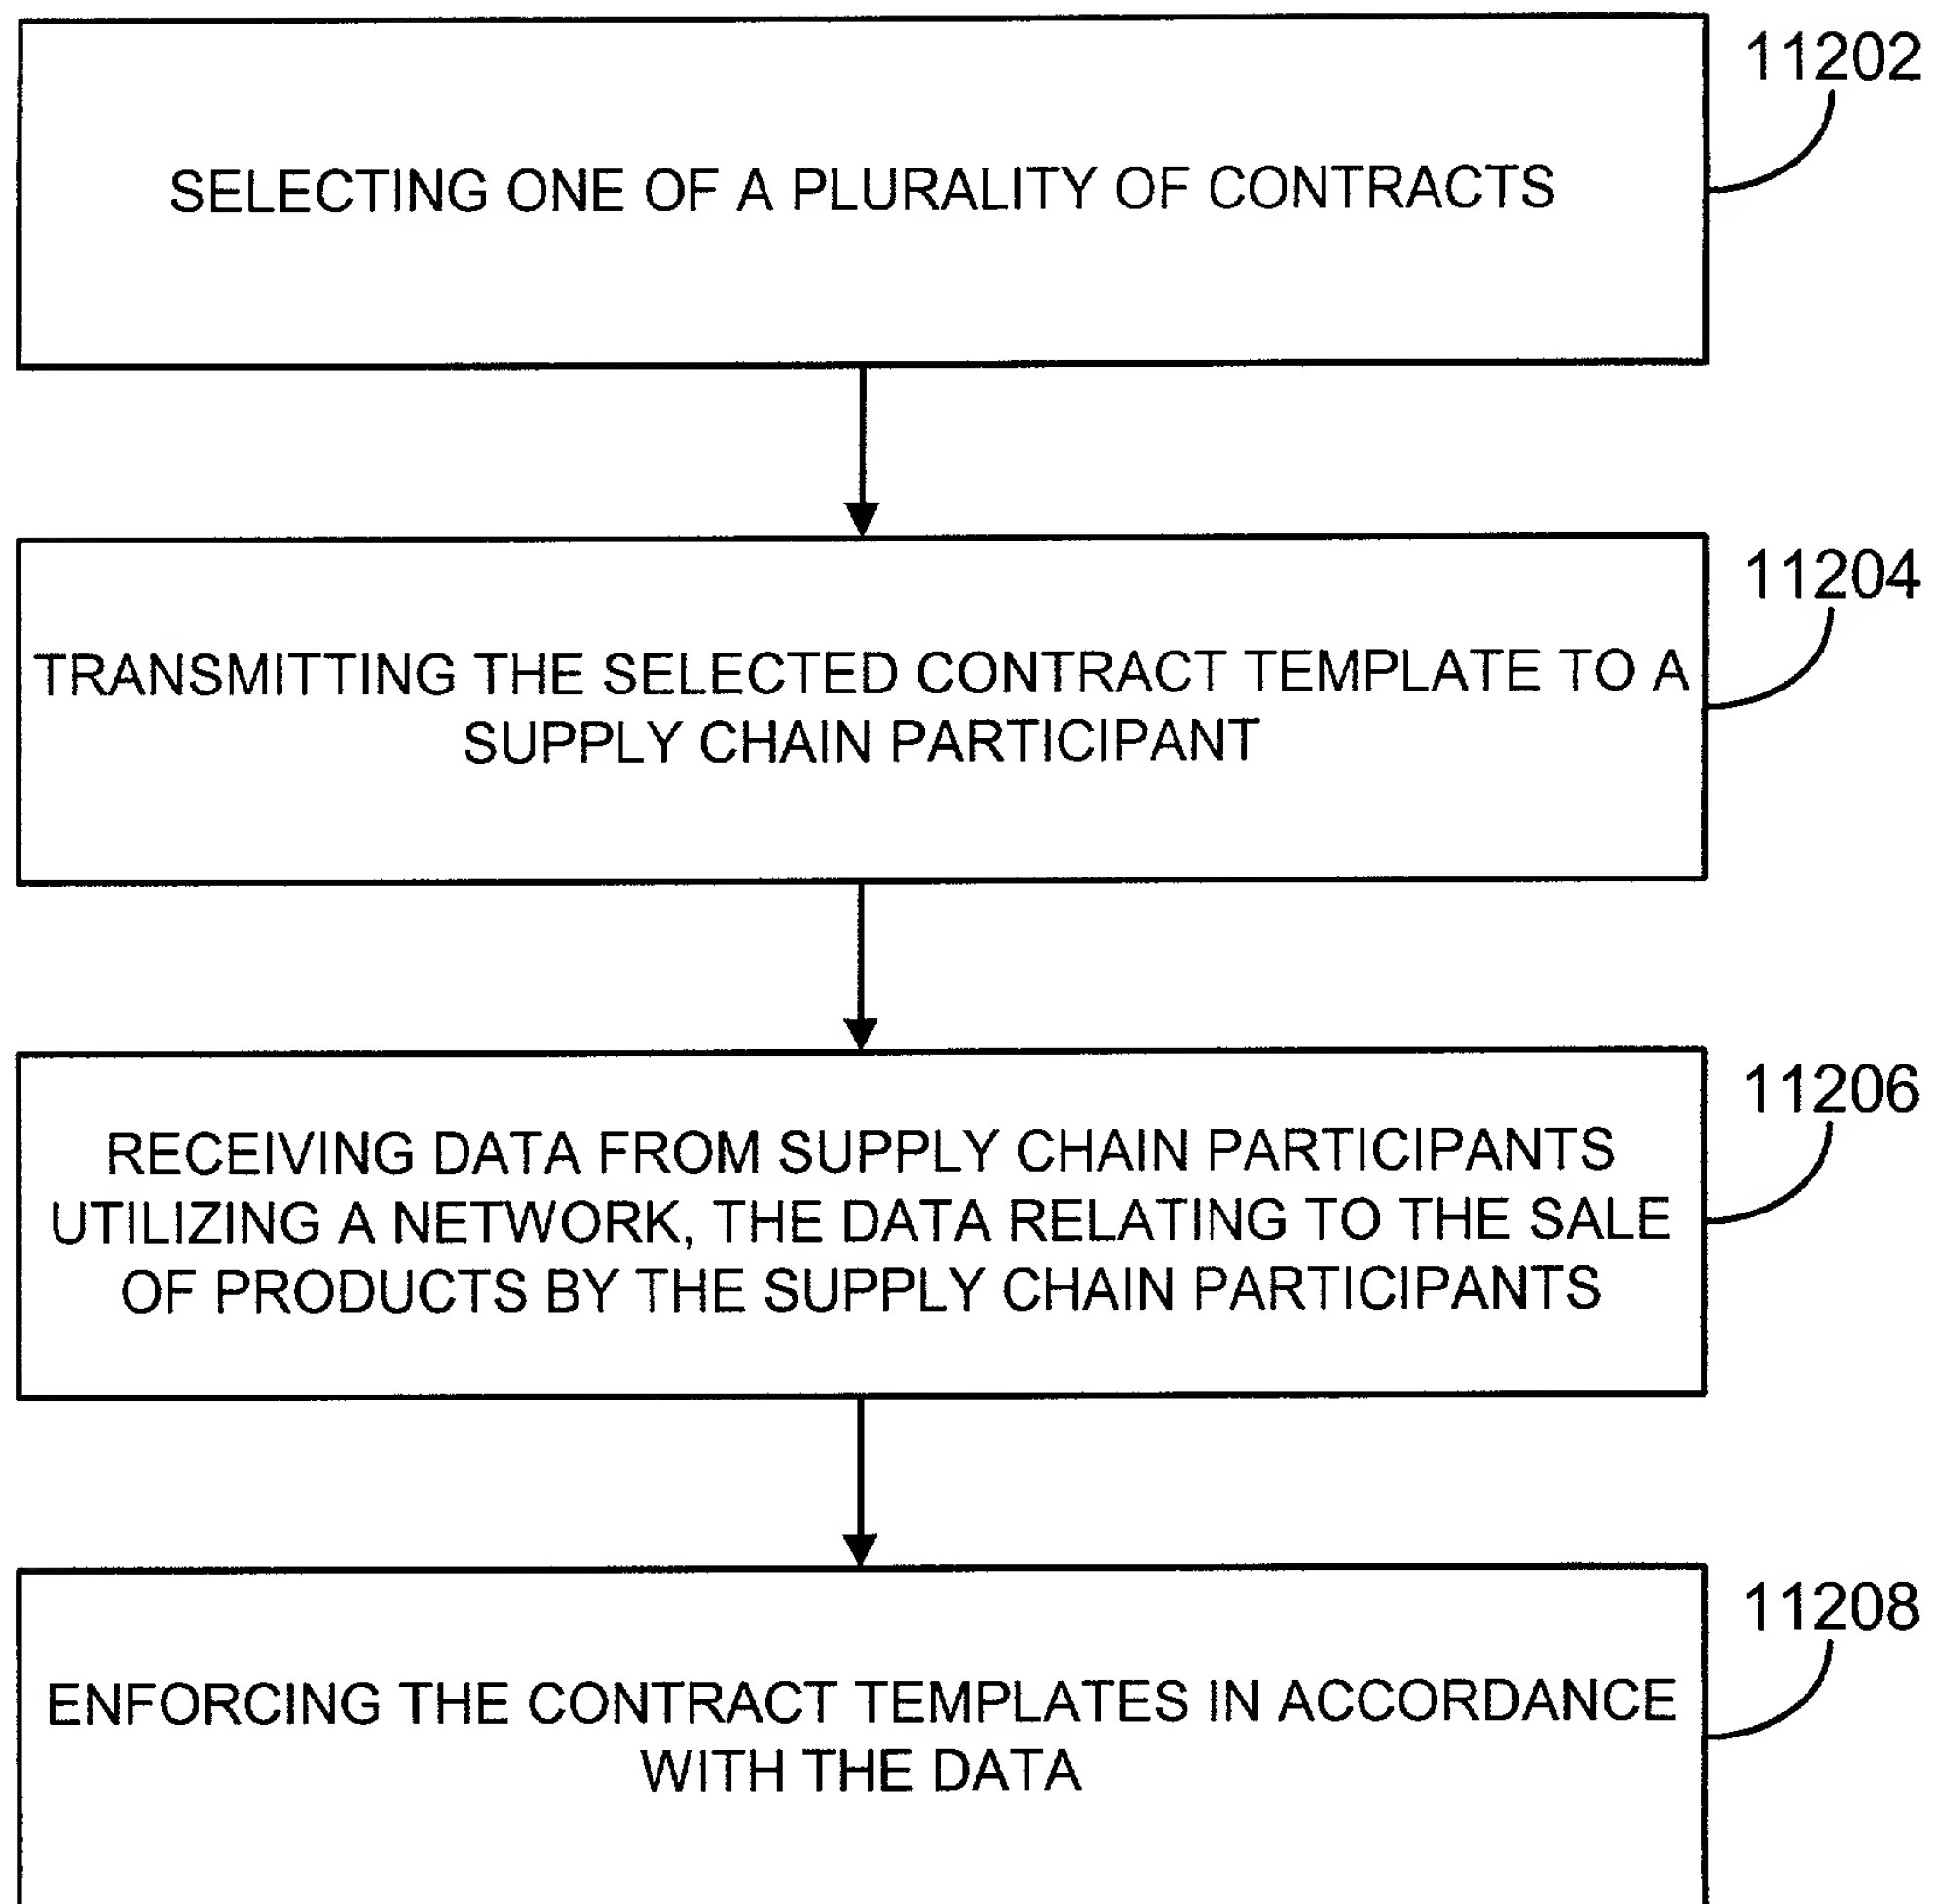 11202
SELECTING ONE OF A PLURALITY OF CONTRACTS
11204
TRANSMITTING THE SELECTED CONTRACT TEMPLATE TO A
SUPPLY CHAIN PARTICIPANT
11206
RECEIVING DATA FROM SUPPLY CHAIN PARTICIPANTS
UTILIZING A NETWORK, THE DATA RELATING TO THE SALE
OF PRODUCTS BY THE SUPPLY CHAIN PARTICIPANTS
11208
ENFORCING THE CONTRACT TEMPLATES IN ACCORDANCE
WITH THE DATA